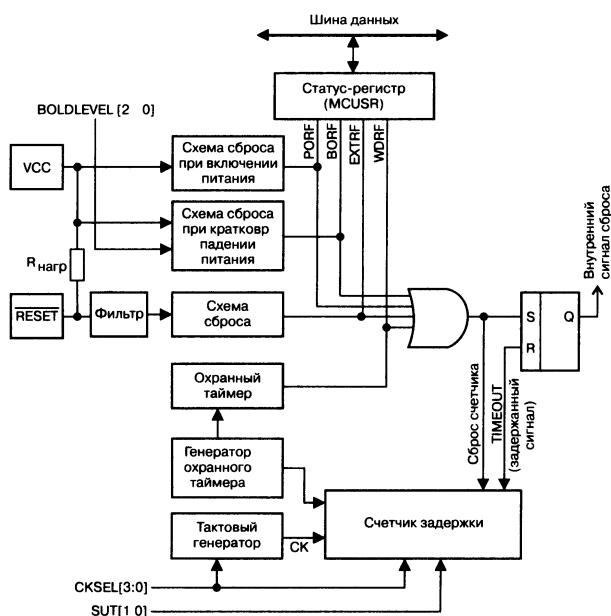 Шина данных
Статус-регистр
(MCUSR)
BOLDLEVEL [2 0]
PORF
BORF
EXTRF
WDRF
VCC
Схема сброса
при включении
питания
Схема сброса
при кратковр
падении
питания
Rнагр
RESET
Фильтр
Схема
сброса
S
Q
R
Внутренний
сигнал сброса
Охранный
таймер
Сброс счетчика
TIMEOUT
(задержанный
сигнал)
Генератор
охранного
таймера
Тактовый
генератор
CK
Счетчик задержки
CKSEL[3:0]
SUT[1 0]